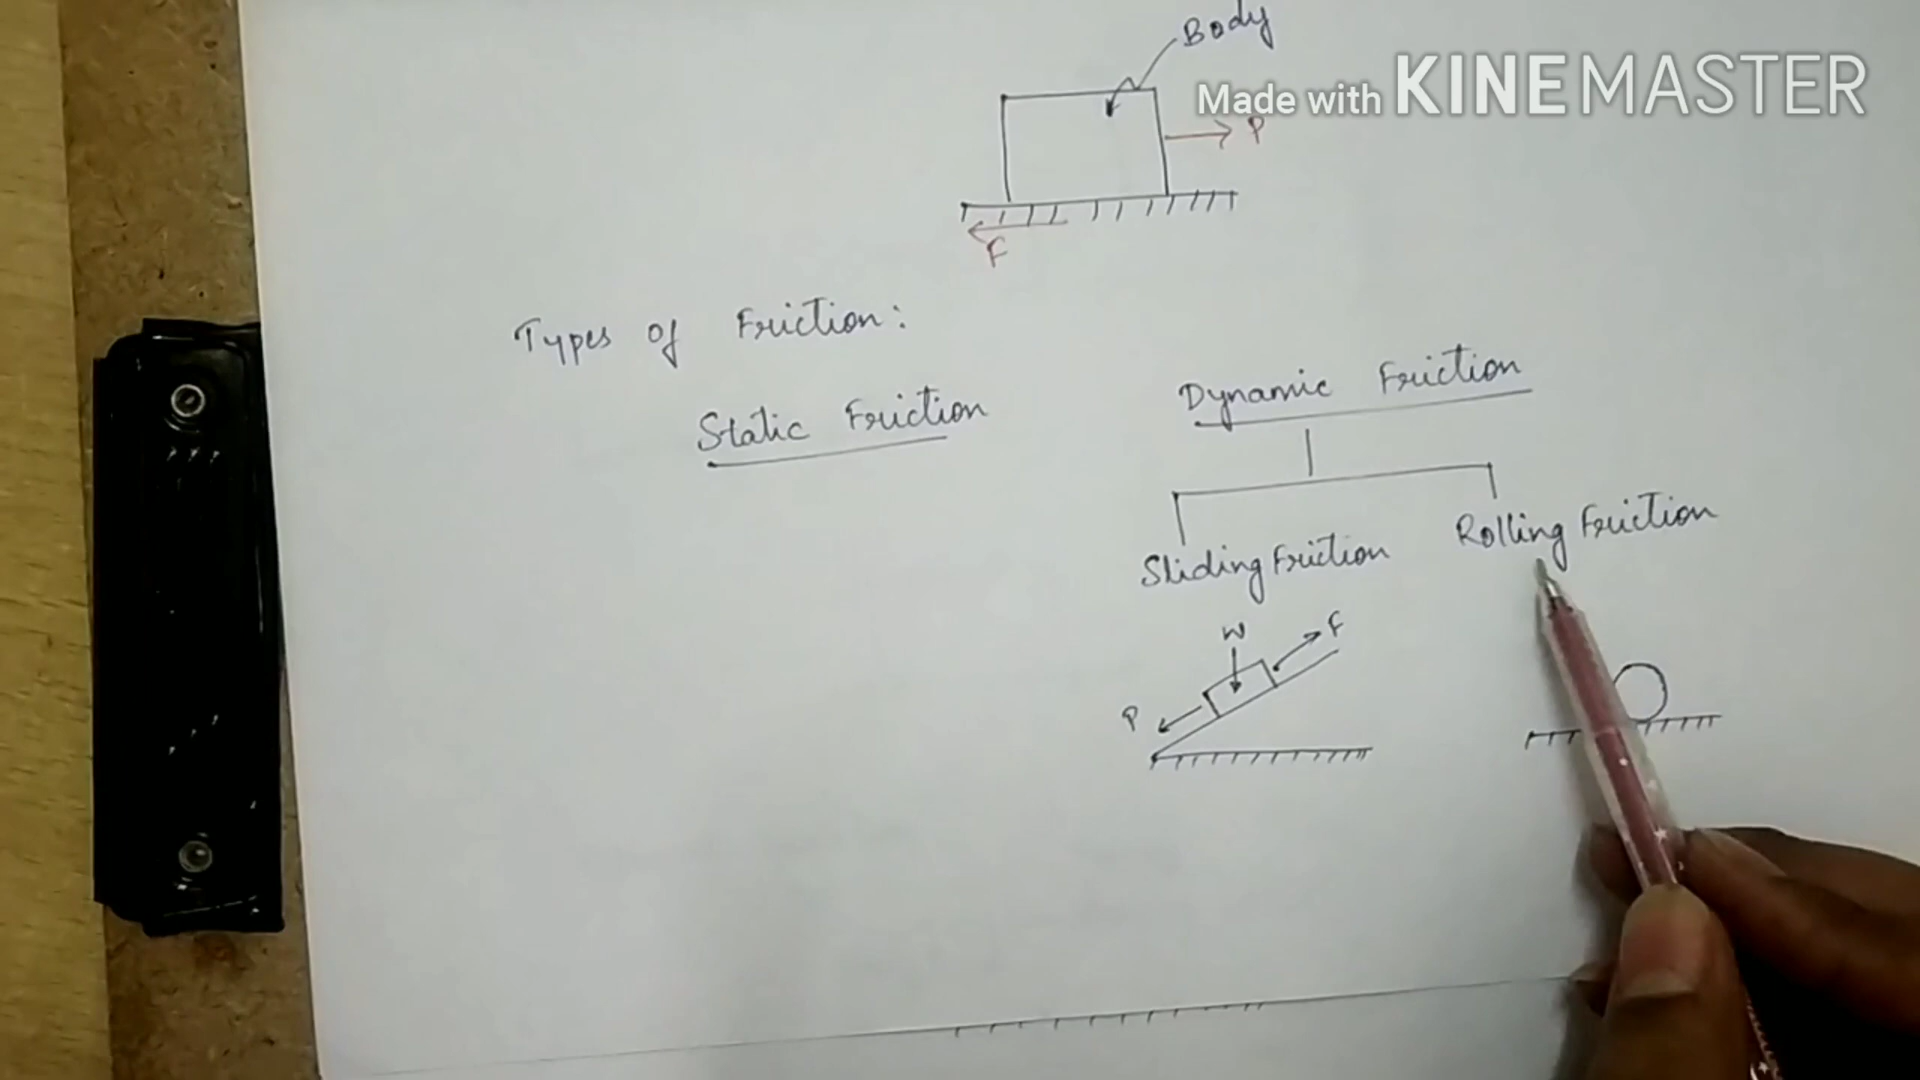 Body
Made with KINEMASTER
P
F
Types of Friction:
Static Friction
Dynamic Friction
Sliding Friction
Rolling Friction
W
F
P